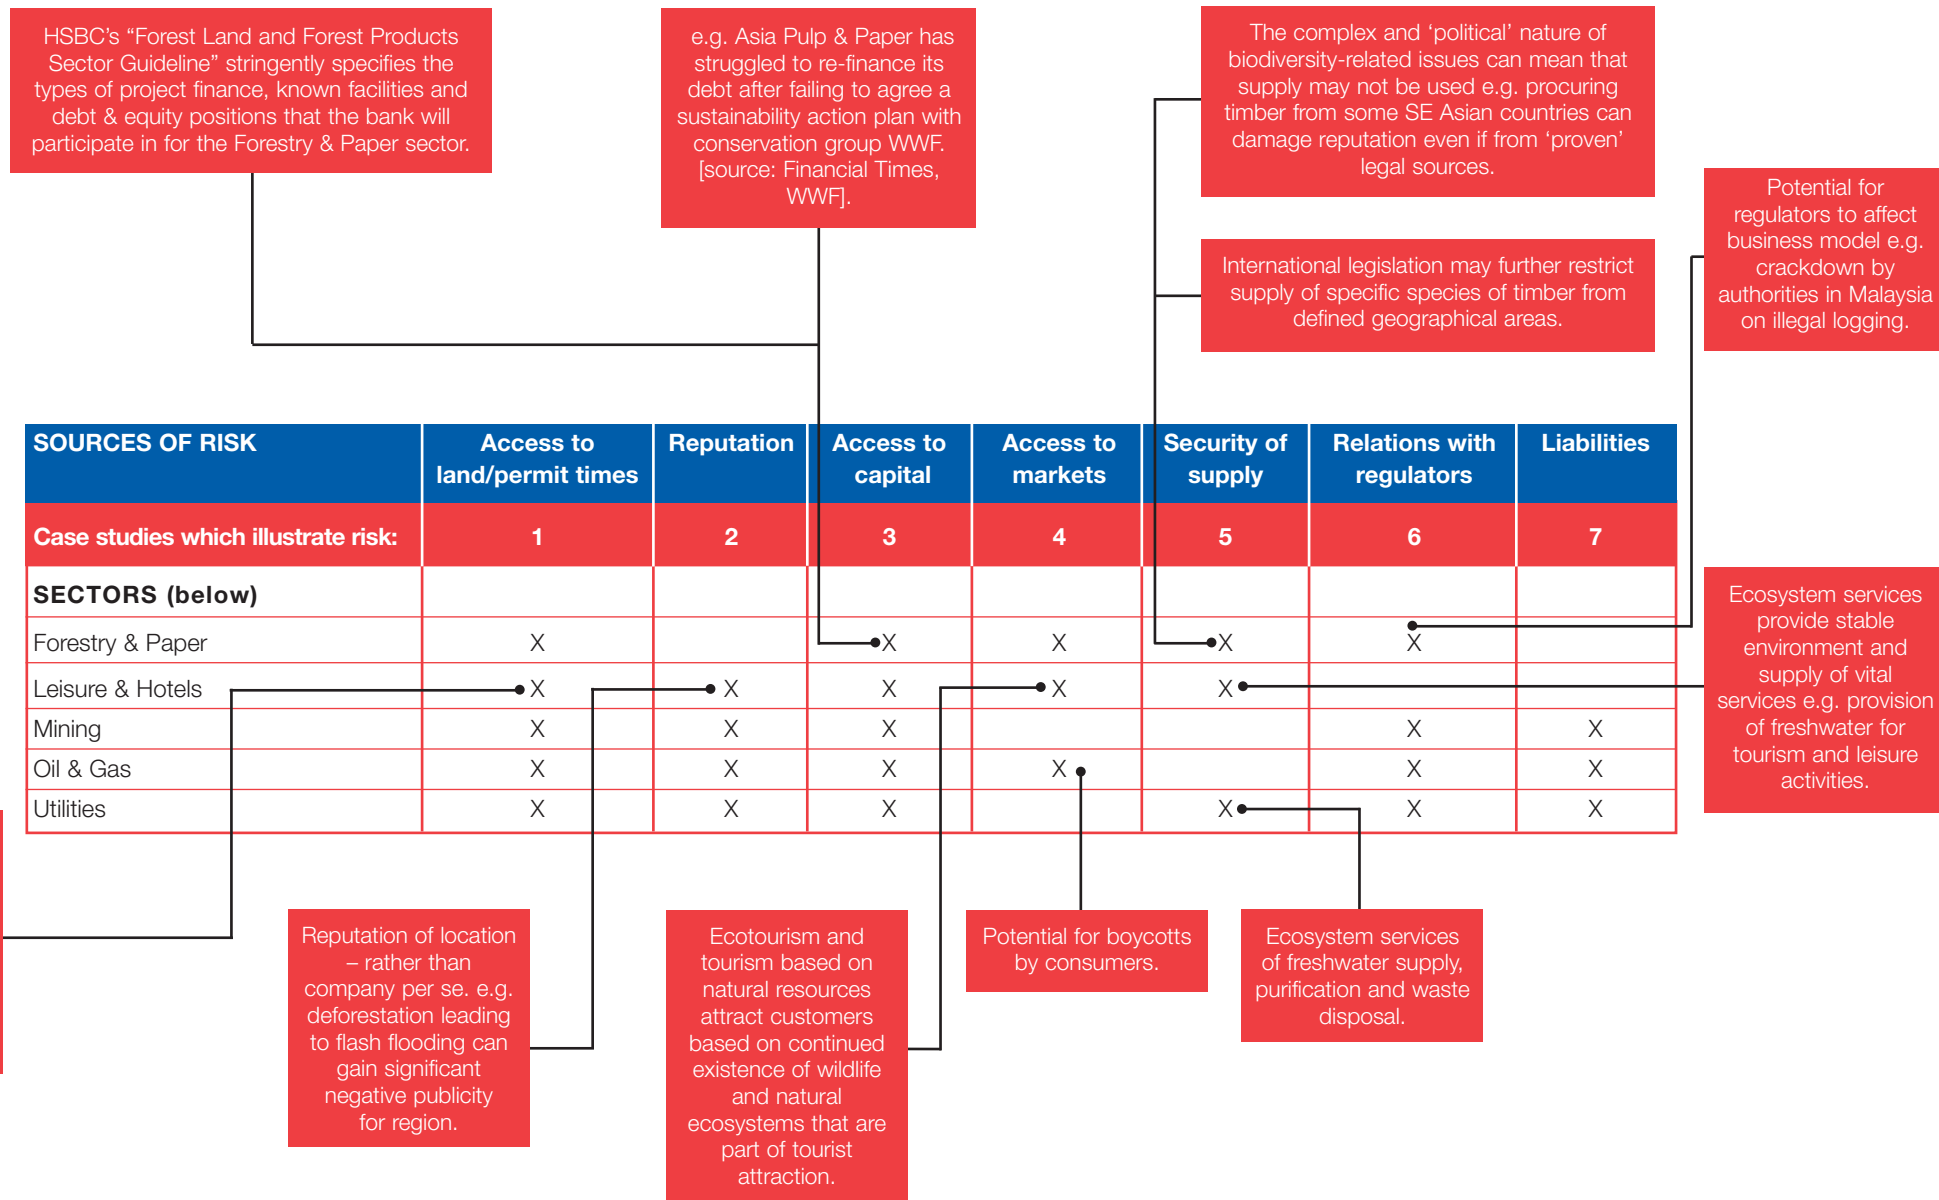 HSBC's “Forest Land and Forest Products
Sector Guideline” stringently specifies the
types of project finance, known facilities and
debt & equity positions that the bank will
participate in for the Forestry & Paper sector.
e.g. Asia Pulp & Paper has
struggled to re-finance its
debt after failing to agree a
sustainability action plan with
conservation group WWF.
[source: Financial Times,
WWF].
The complex and ‘political’ nature of
biodiversity-related issues can mean that
supply may not be used e.g. procuring
timber from some SE Asian countries can
damage reputation even if from ‘proven’
legal sources.
International legislation may further restrict
supply of specific species of timber from
defined geographical areas.
Potential for
regulators to affect
business model e.g.
crackdown by
authorities in Malaysia
on illegal logging.
SOURCES OF RISK Access to land/permit times Reputation Access to capital Access to markets Security of supply Relations with regulators Liabilities
Case studies which illustrate risk: 1 2 3 4 5 6 7
SECTORS (below)
Forestry & Paper X X X X X
Leisure & Hotels X X X X X
Mining X X X X X
Oil & Gas X X X X X X
Utilities X X X X X X
Ecosystem services
provide stable
environment and
supply of vital
services e.g. provision
of freshwater for
tourism and leisure
activities.
Reputation of location
– rather than
company per se. e.g.
deforestation leading
to flash flooding can
gain significant
negative publicity
for region.
Ecotourism and
tourism based on
natural resources
attract customers
based on continued
existence of wildlife
and natural
ecosystems that are
part of tourist
attraction.
Potential for boycotts
by consumers.
Ecosystem services
of freshwater supply,
purification and waste
disposal.